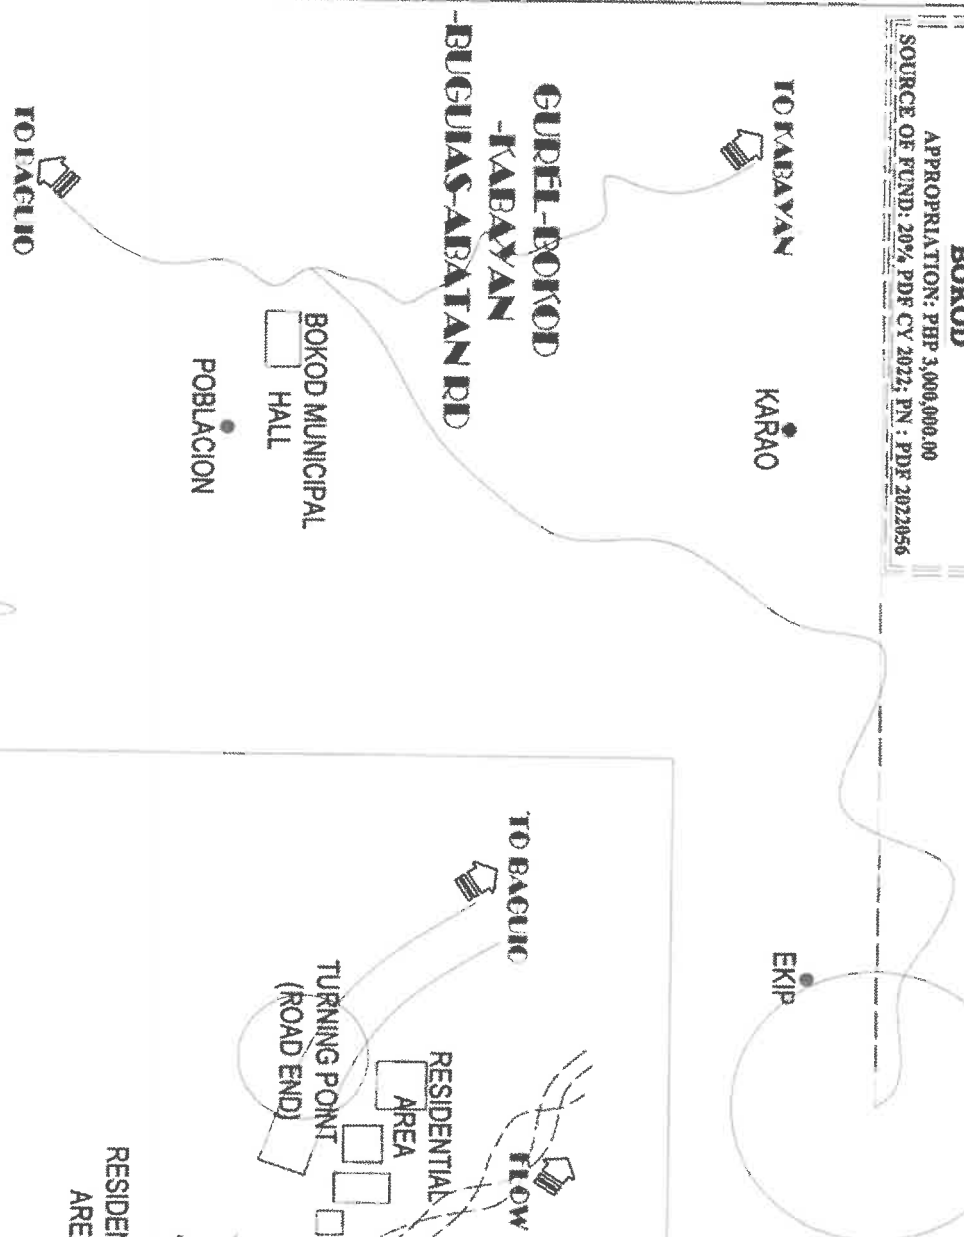 BOKOD
APPROPRIATION: PHP 3,000,000.00
SOURCE OF FUND: 20% PDF CY 2022; PN : PDF 2022056
TO KABAYAN
KARAO
EKIP
GUREL-BOKOD
-KABAYAN
-BUGUIAS-ABATAN RD
BOKOD MUNICIPAL
HALL
POBLACION
TO BAGUIO
TO BAGUIO
FLOW
RESIDENTIAL
AREA
TURNING POINT
(ROAD END)
RESIDEN
ARE